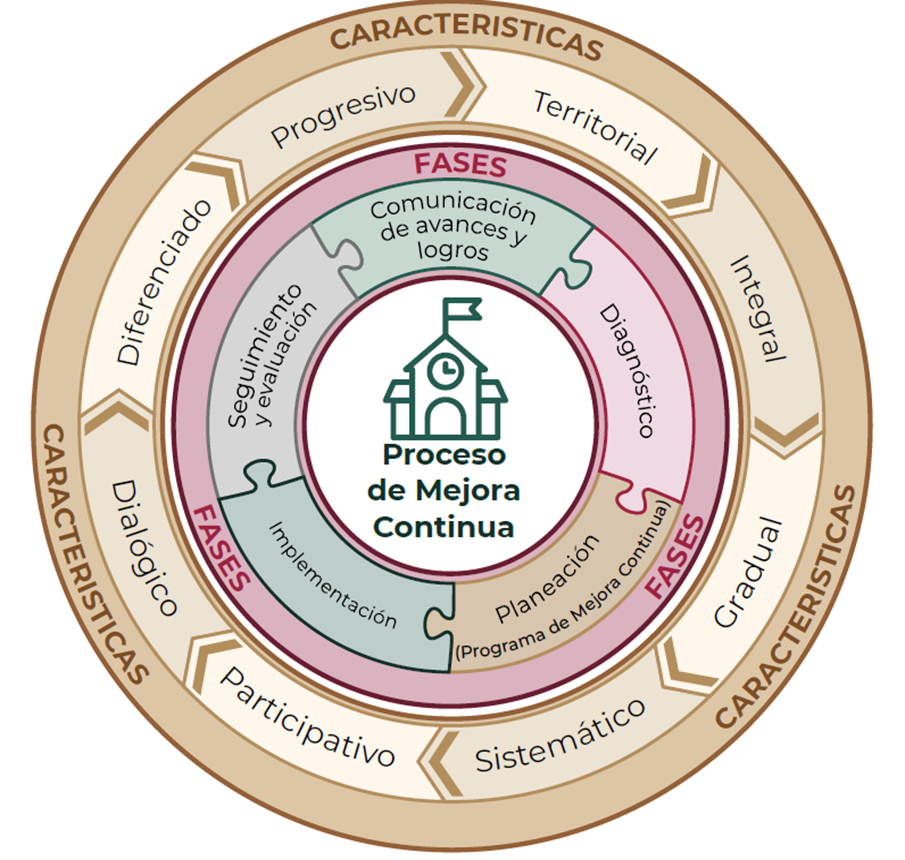 CARACTERISTICAS
Progresivo
Territorial
Integral
Gradual
Sistemático
Participativo
Dialógico
Diferenciado
CARACTERISTICAS
CARACTERISTICAS
FASES
Comunicación
de avances y
logros
Diagnóstico
Planeación
(Programa de Mejora Continua)
Implementación
Seguimiento
y evaluación
FASES
FASES
Proceso
de Mejora
Continua